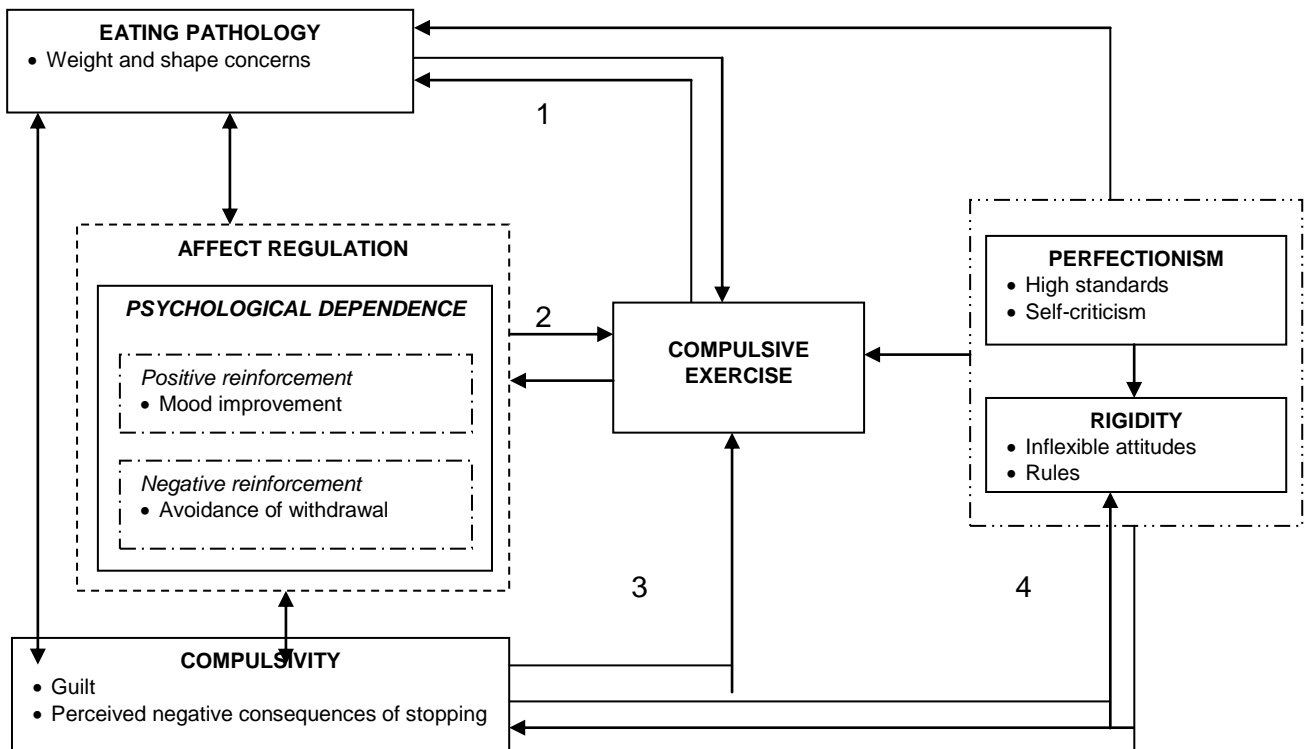 EATING PATHOLOGY
• Weight and shape concerns
1
AFFECT REGULATION
PSYCHOLOGICAL DEPENDENCE
Positive reinforcement
• Mood improvement
Negative reinforcement
• Avoidance of withdrawal
2
COMPULSIVE
EXERCISE
PERFECTIONISM
• High standards
• Self-criticism
RIGIDITY
• Inflexible attitudes
• Rules
3
4
COMPULSIVITY
• Guilt
• Perceived negative consequences of stopping